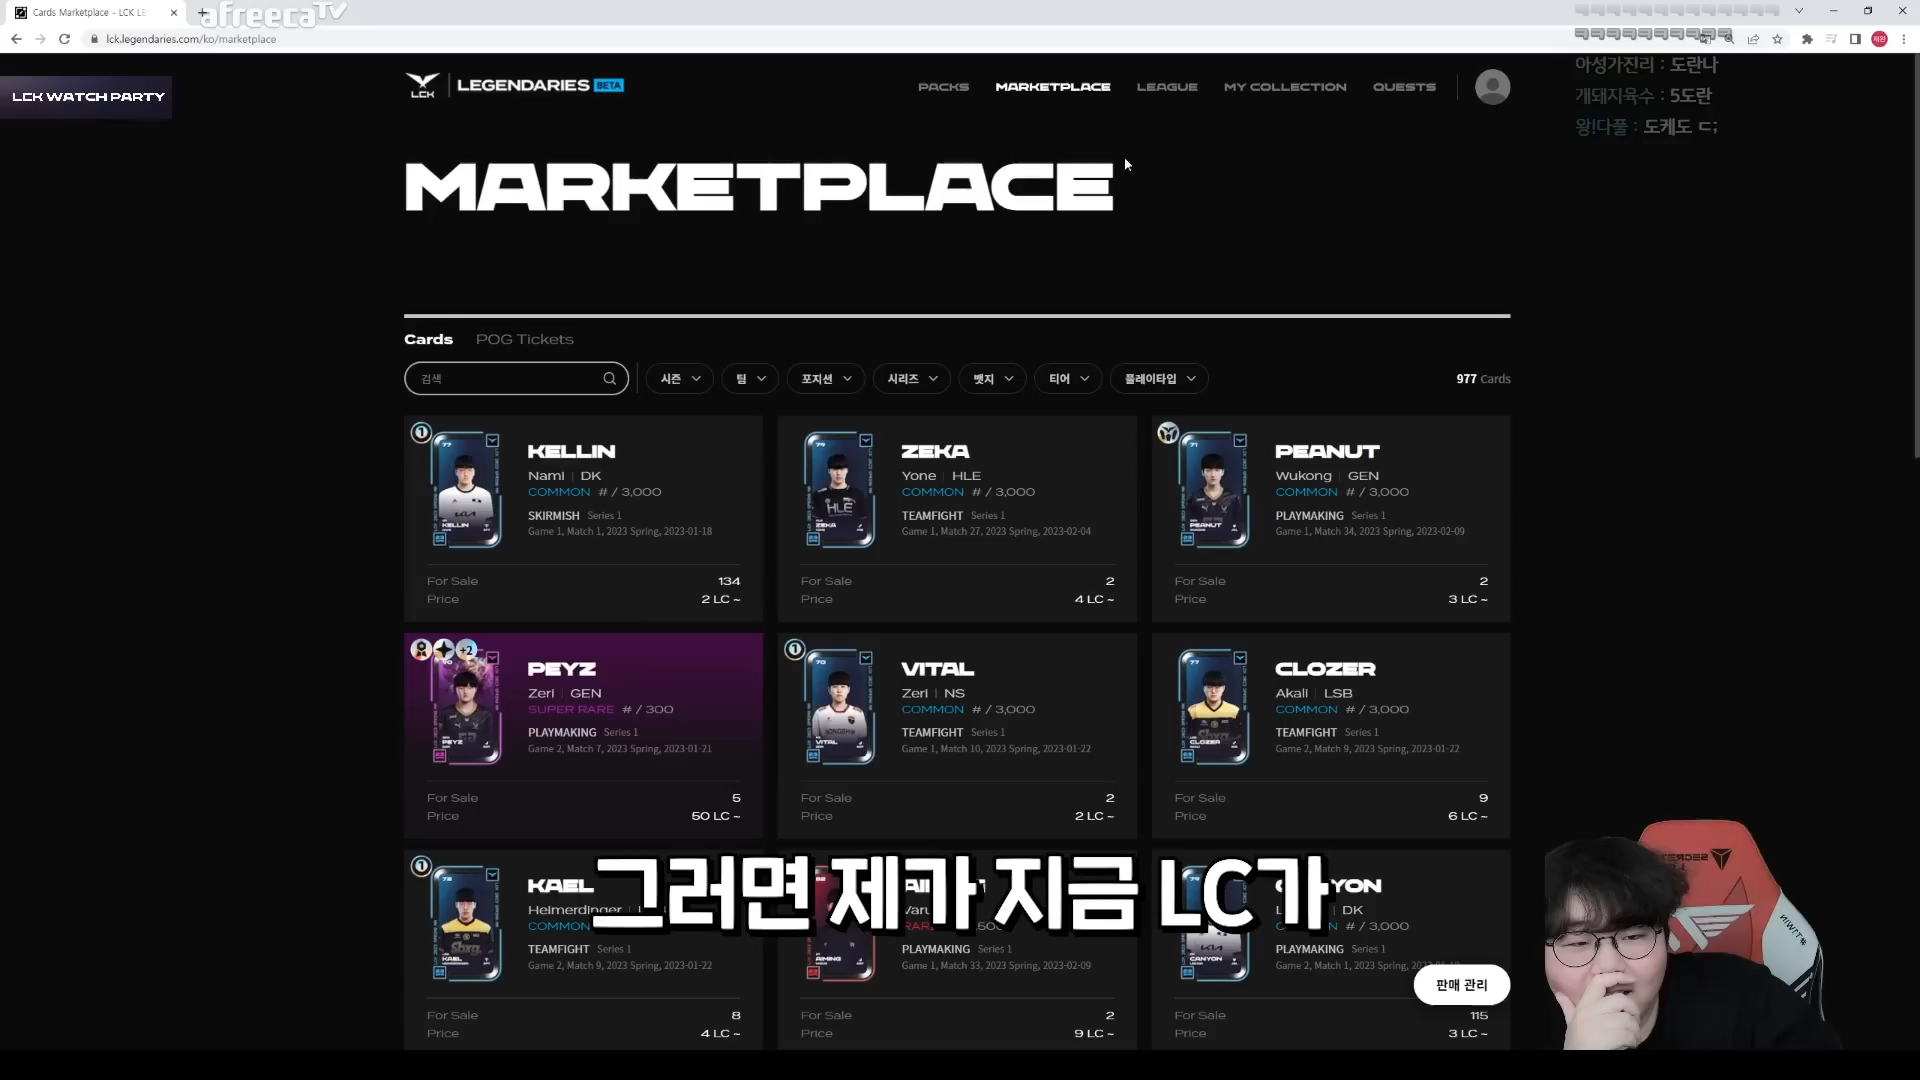 Cards Marketplace - LCK LE
afreecaTV
lck.legendaries.com/ko/marketplace
LCK WATCH PARTY
LCK LEGENDARIES BETA
PACKS MARKETPLACE LEAGUE MY COLLECTION QUESTS
아성가진리 : 도란나
개돼지육수 : 5도란
왕!다풀 : 도케도 ㄷ;
MARKETPLACE
Cards POG Tickets
검색 시즌 팀 포지션 시리즈 뱃지 티어 플레이타입 977 Cards
KELLIN
Nami | DK
COMMON # / 3,000
SKIRMISH Series 1
Game 1, Match 1, 2023 Spring, 2023-01-18
For Sale 134
Price 2 LC ~
ZEKA
Yone | HLE
COMMON # / 3,000
TEAMFIGHT Series 1
Game 1, Match 27, 2023 Spring, 2023-02-04
For Sale 2
Price 4 LC ~
PEANUT
Wukong | GEN
COMMON # / 3,000
PLAYMAKING Series 1
Game 1, Match 34, 2023 Spring, 2023-02-09
For Sale 2
Price 3 LC ~
+2
PEYZ
Zeri | GEN
SUPER RARE # / 300
PLAYMAKING Series 1
Game 2, Match 7, 2023 Spring, 2023-01-21
For Sale 5
Price 50 LC ~
VITAL
Zeri | NS
COMMON # / 3,000
TEAMFIGHT Series 1
Game 1, Match 10, 2023 Spring, 2023-01-22
For Sale 2
Price 2 LC ~
CLOZER
Akali | LSB
COMMON # / 3,000
TEAMFIGHT Series 1
Game 2, Match 9, 2023 Spring, 2023-01-22
For Sale 9
Price 6 LC ~
KAEL
Heimerdinger
COMMON
TEAMFIGHT Series 1
Game 2, Match 9, 2023 Spring, 2023-01-22
For Sale 8
Price 4 LC ~
PLAYMAKING Series 1
Game 1, Match 33, 2023 Spring, 2023-02-09
For Sale 2
Price 9 LC ~
DK
# / 3,000
PLAYMAKING Series 1
Game 1, Match 1, 2023 Spring, 2023-01-18
For Sale 115
Price 3 LC ~
그러면 제가 지금 LC가
판매 관리